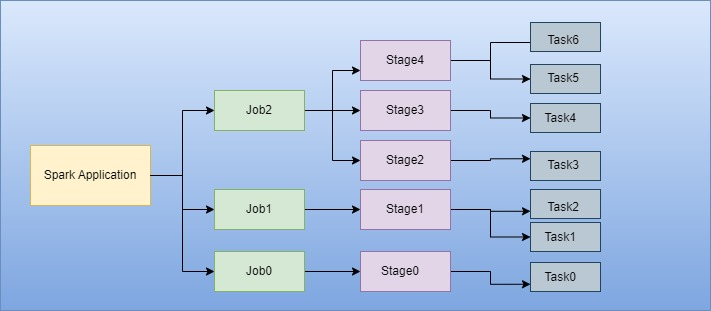 Spark Application
Job2
Job1
Job0
Stage4
Stage3
Stage2
Stage1
Stage0
Task6
Task5
Task4
Task3
Task2
Task1
Task0